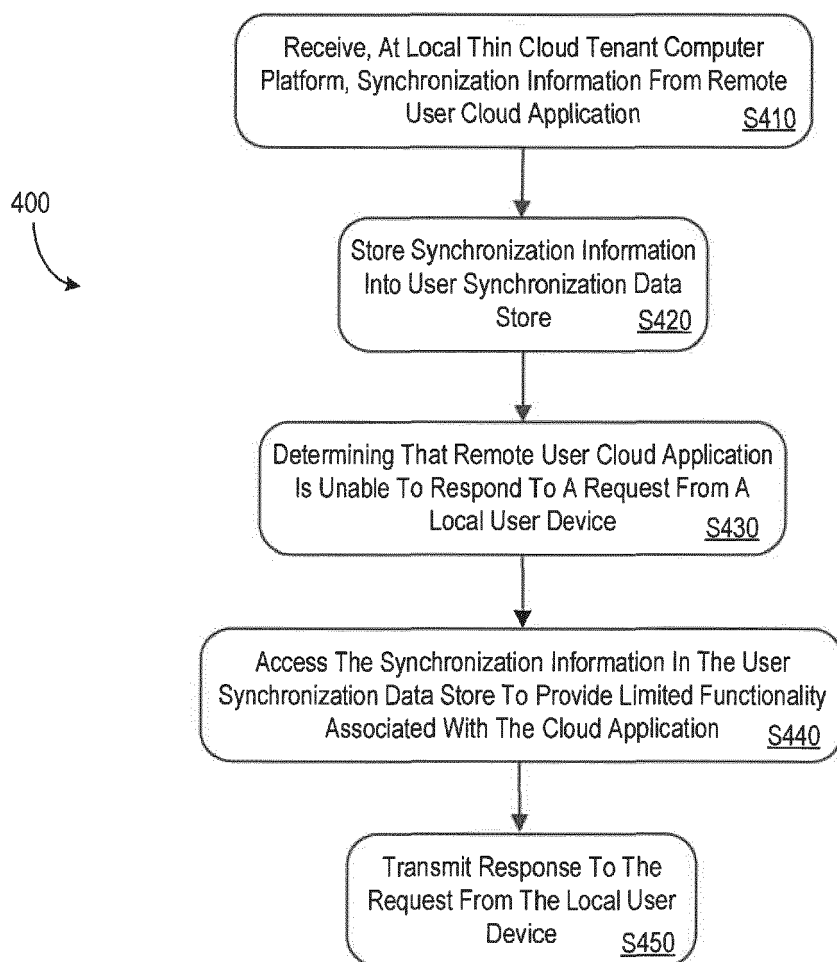 Receive, At Local Thin Cloud Tenant Computer
Platform, Synchronization Information From Remote
User Cloud Application S410
400
Store Synchronization Information
Into User Synchronization Data
Store S420
Determining That Remote User Cloud Application
Is Unable To Respond To A Request From A
Local User Device S430
Access The Synchronization Information In The User
Synchronization Data Store To Provide Limited Functionality
Associated With The Cloud Application S440
Transmit Response To The
Request From The Local User
Device S450